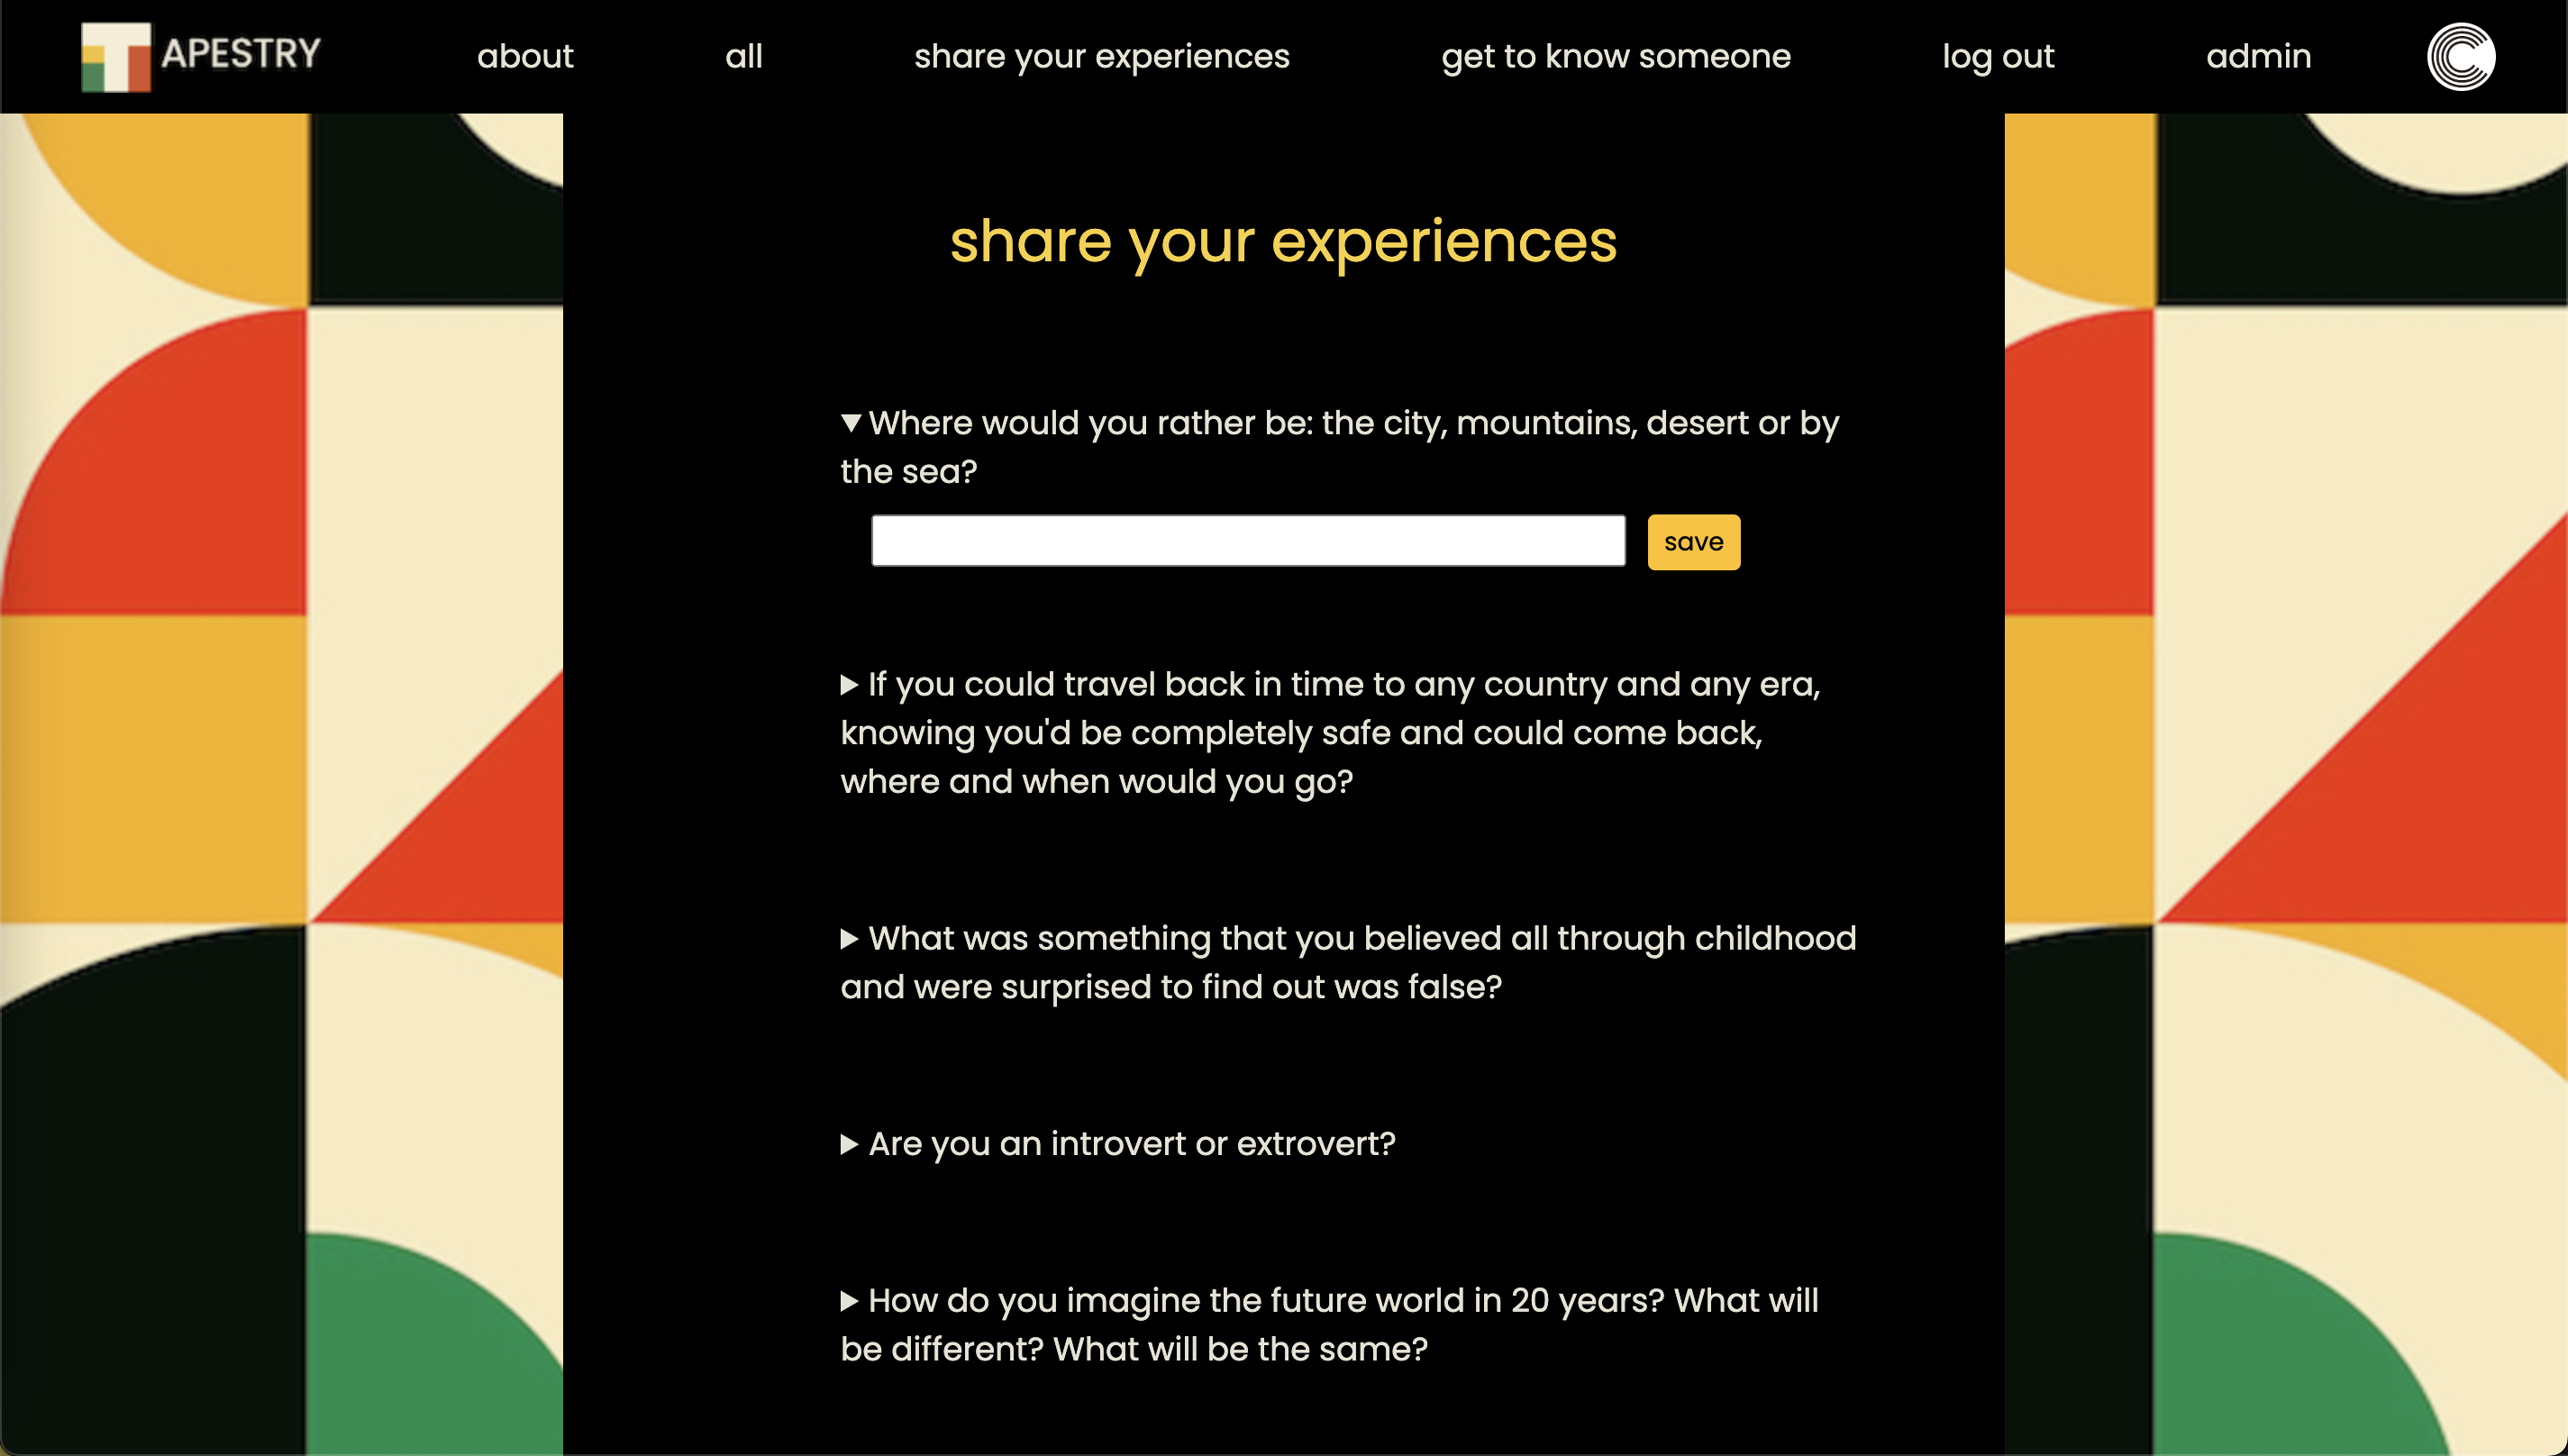 TAPESTRY about all share your experiences get to know someone log out admin
share your experiences
Where would you rather be: the city, mountains, desert or by
the sea?
save
If you could travel back in time to any country and any era,
knowing you'd be completely safe and could come back,
where and when would you go?
What was something that you believed all through childhood
and were surprised to find out was false?
Are you an introvert or extrovert?
How do you imagine the future world in 20 years? What will
be different? What will be the same?